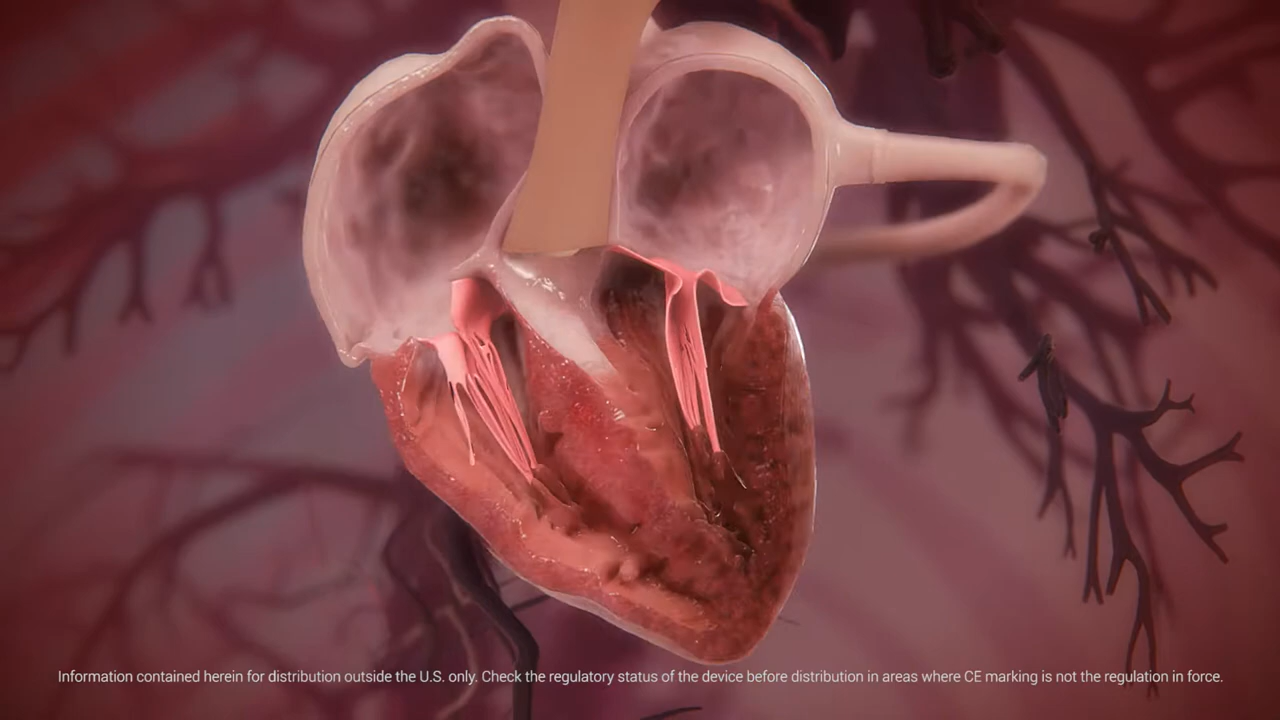 Information contained herein for distribution outside the U.S. only. Check the regulatory status of the device before distribution in areas where CE marking is not the regulation in force.